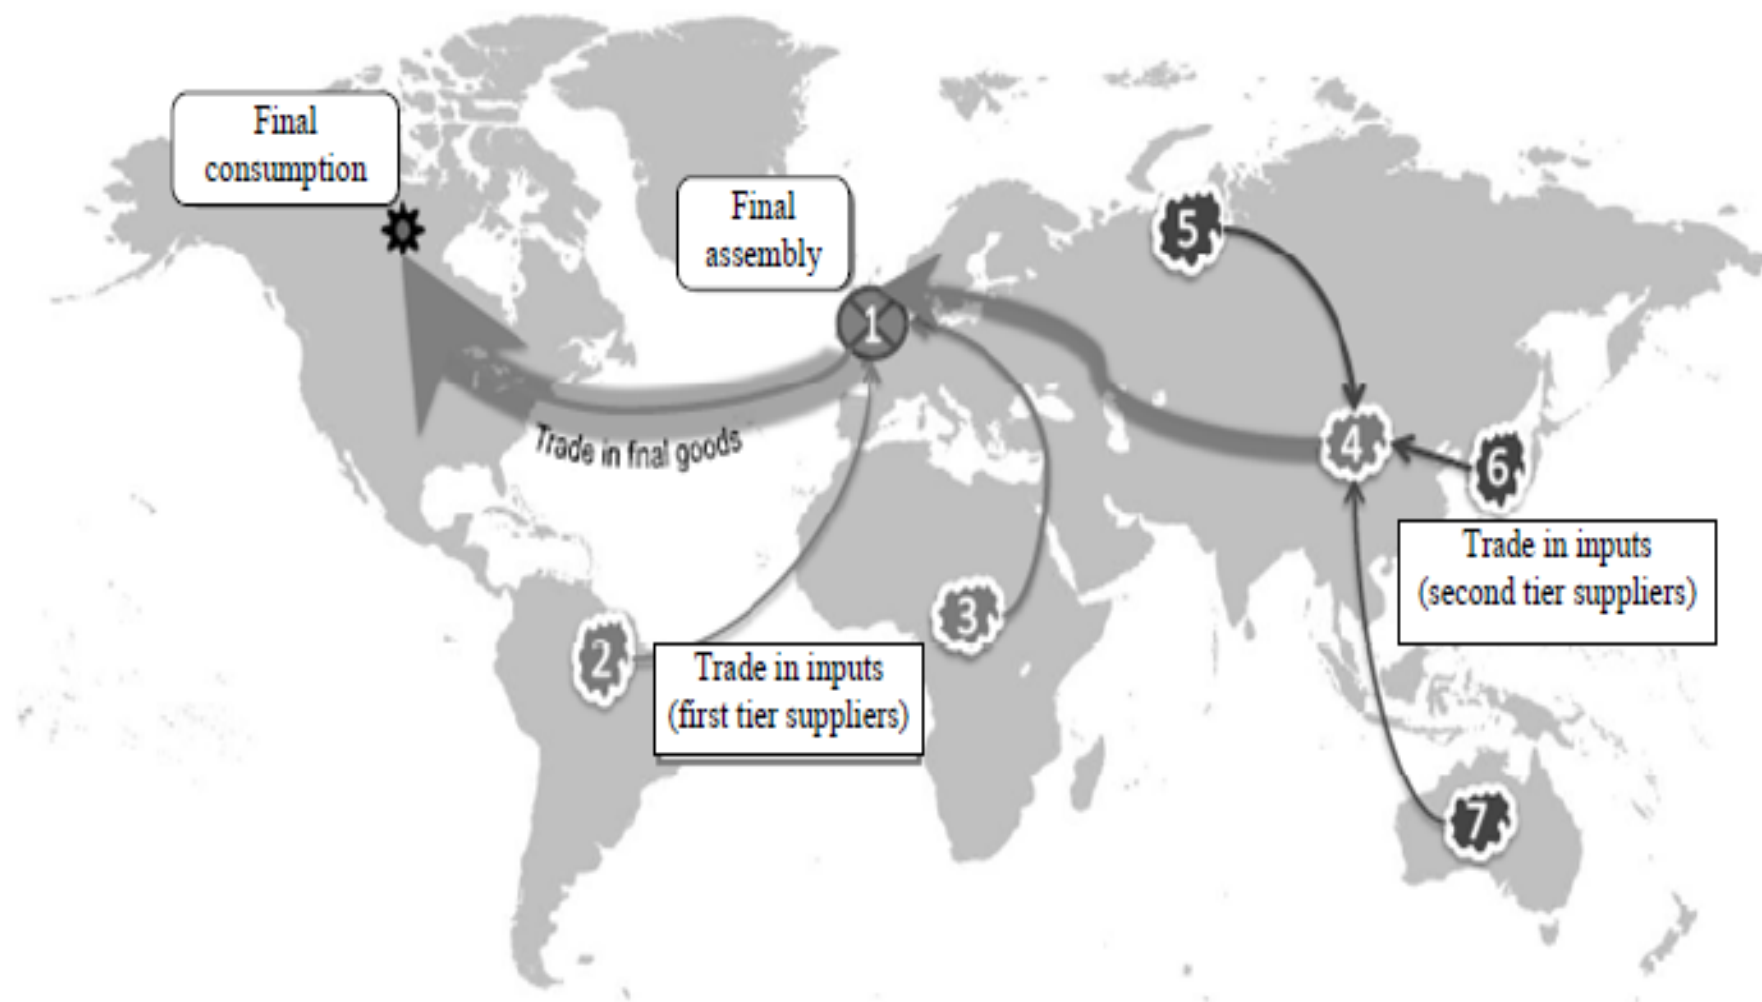 Final
consumption
Final
assembly
5
1
4
6
Trade in fnal goods
Trade in inputs
(second tier suppliers)
3
2
Trade in inputs
(first tier suppliers)
7